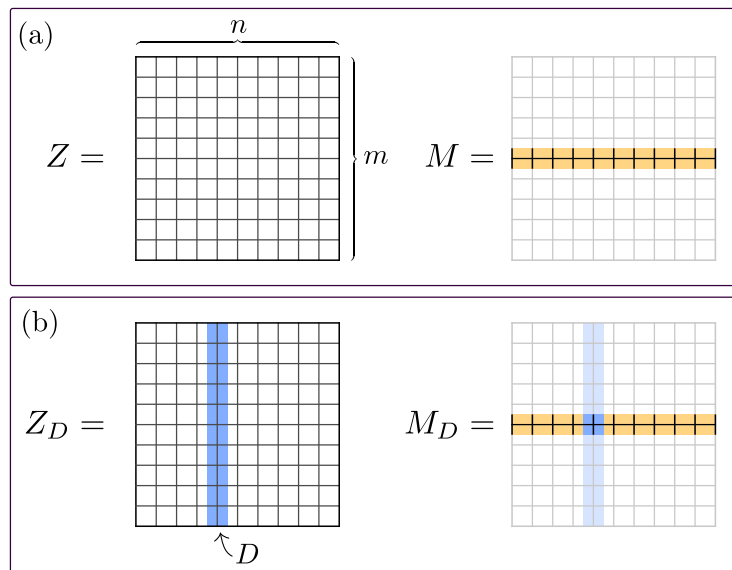 (a)
n
Z =
m
M =
(b)
Z_D =
M_D =
D